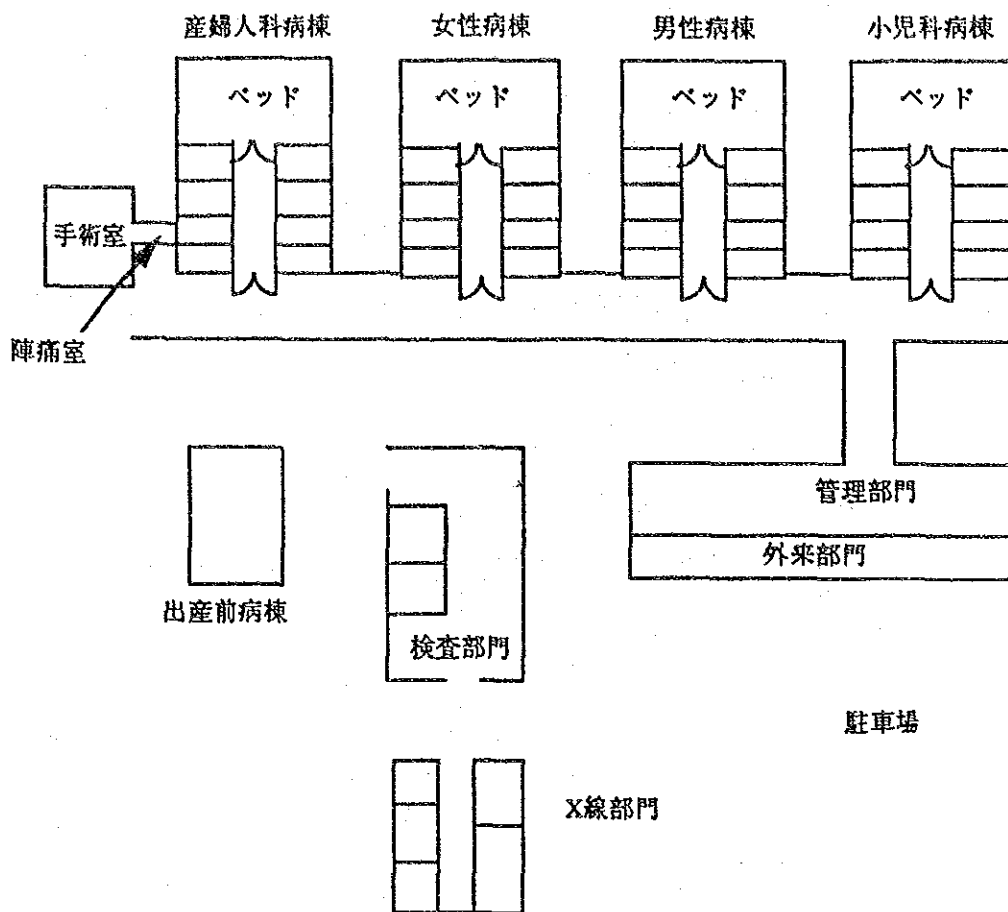 産婦人科病棟
女性病棟
男性病棟
小児科病棟
ベッド
ベッド
ベッド
ベッド
手術室
陣痛室
管理部門
外来部門
出産前病棟
検査部門
駐車場
X線部門